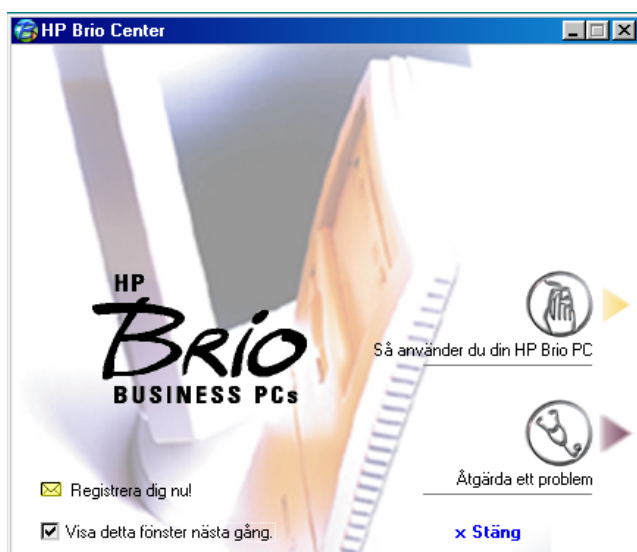 HP Brio Center
HP
BRIO
BUSINESS PCs
Så använder du din HP Brio PC
Åtgärda ett problem
Registrera dig nu!
Visa detta fönster nästa gång.
x Stäng